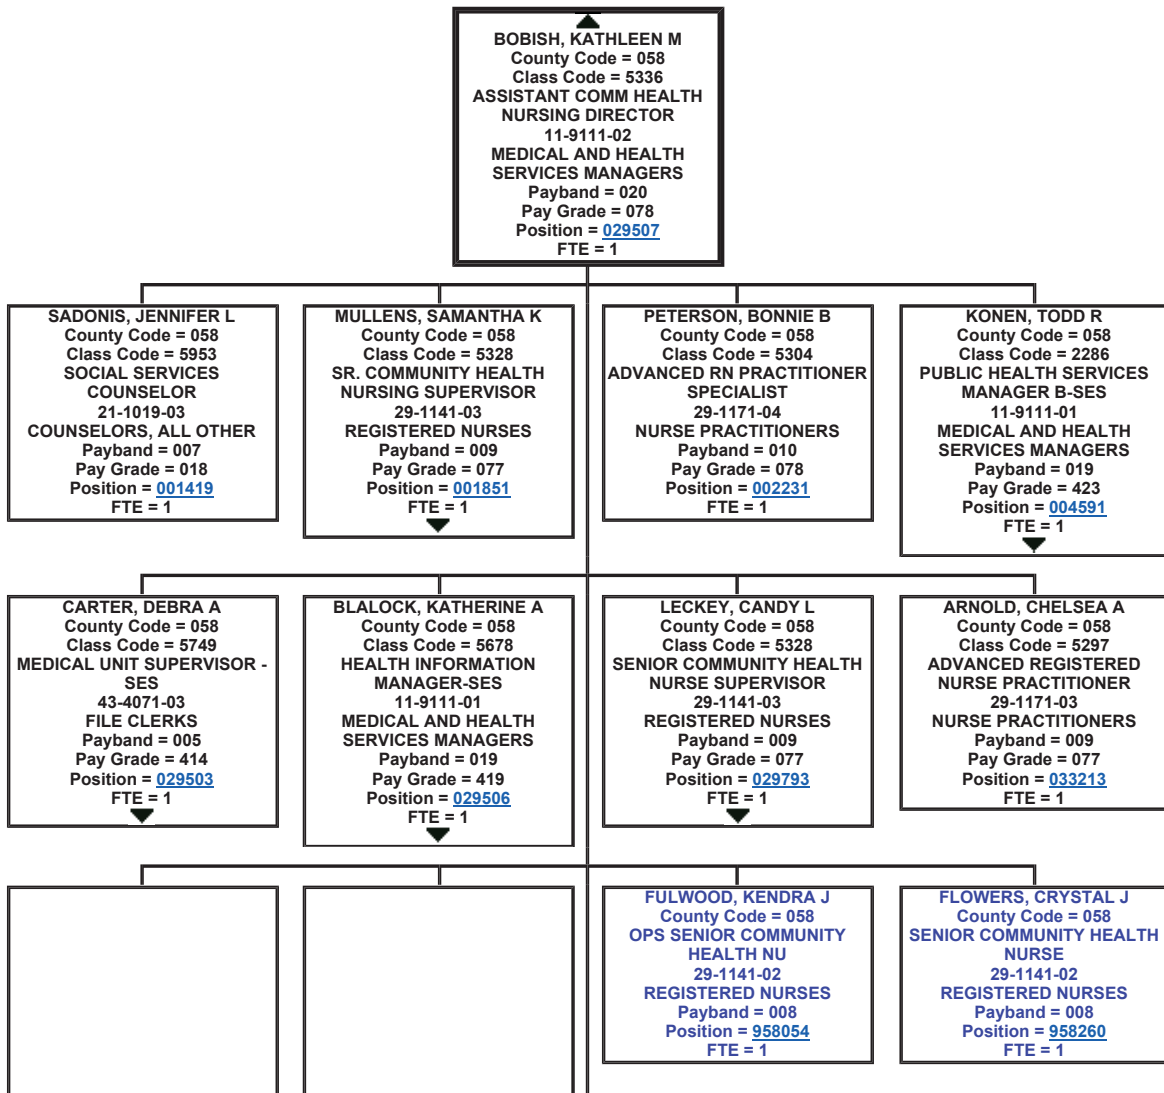 BOBISH, KATHLEEN M
County Code = 058
Class Code = 5336
ASSISTANT COMM HEALTH
NURSING DIRECTOR
11-9111-02
MEDICAL AND HEALTH
SERVICES MANAGERS
Payband = 020
Pay Grade = 078
Position = 029507
FTE = 1
SADONIS, JENNIFER L
County Code = 058
Class Code = 5953
SOCIAL SERVICES
COUNSELOR
21-1019-03
COUNSELORS, ALL OTHER
Payband = 007
Pay Grade = 018
Position = 001419
FTE = 1
MULLENS, SAMANTHA K
County Code = 058
Class Code = 5328
SR. COMMUNITY HEALTH
NURSING SUPERVISOR
29-1141-03
REGISTERED NURSES
Payband = 009
Pay Grade = 077
Position = 001851
FTE = 1
PETERSON, BONNIE B
County Code = 058
Class Code = 5304
ADVANCED RN PRACTITIONER
SPECIALIST
29-1171-04
NURSE PRACTITIONERS
Payband = 010
Pay Grade = 078
Position = 002231
FTE = 1
KONEN, TODD R
County Code = 058
Class Code = 2286
PUBLIC HEALTH SERVICES
MANAGER B-SES
11-9111-01
MEDICAL AND HEALTH
SERVICES MANAGERS
Payband = 019
Pay Grade = 423
Position = 004591
FTE = 1
CARTER, DEBRA A
County Code = 058
Class Code = 5749
MEDICAL UNIT SUPERVISOR -
SES
43-4071-03
FILE CLERKS
Payband = 005
Pay Grade = 414
Position = 029503
FTE = 1
BLALOCK, KATHERINE A
County Code = 058
Class Code = 5678
HEALTH INFORMATION
MANAGER-SES
11-9111-01
MEDICAL AND HEALTH
SERVICES MANAGERS
Payband = 019
Pay Grade = 419
Position = 029506
FTE = 1
LECKEY, CANDY L
County Code = 058
Class Code = 5328
SENIOR COMMUNITY HEALTH
NURSE SUPERVISOR
29-1141-03
REGISTERED NURSES
Payband = 009
Pay Grade = 077
Position = 029793
FTE = 1
ARNOLD, CHELSEA A
County Code = 058
Class Code = 5297
ADVANCED REGISTERED
NURSE PRACTITIONER
29-1171-03
NURSE PRACTITIONERS
Payband = 009
Pay Grade = 077
Position = 033213
FTE = 1
FULWOOD, KENDRA J
County Code = 058
OPS SENIOR COMMUNITY
HEALTH NU
29-1141-02
REGISTERED NURSES
Payband = 008
Position = 958054
FTE = 1
FLOWERS, CRYSTAL J
County Code = 058
SENIOR COMMUNITY HEALTH
NURSE
29-1141-02
REGISTERED NURSES
Payband = 008
Position = 958260
FTE = 1